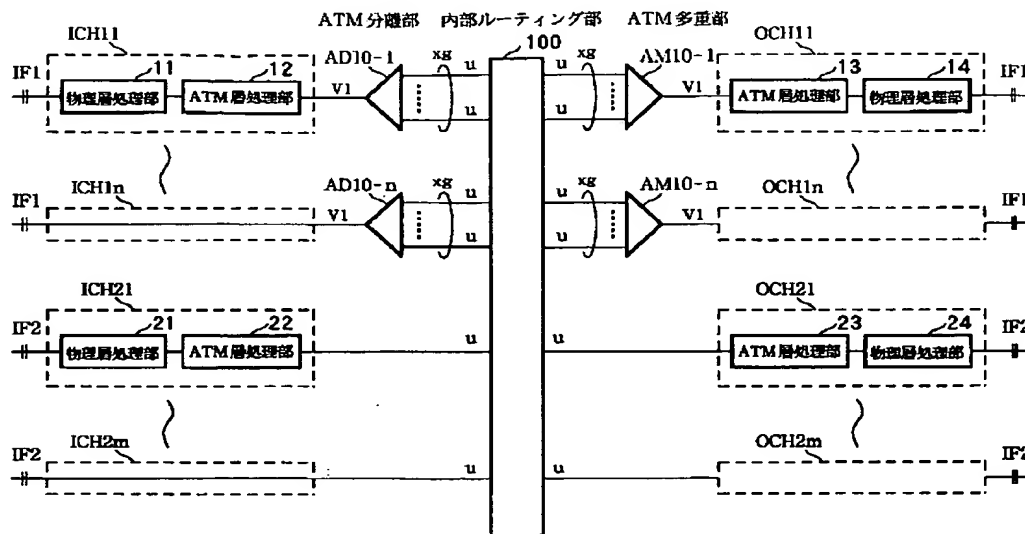 ATM分離部 内部ルーティング部 ATM多重部
ICH11 100 OCH11
IF1 11 12 AD10-1 xg u u xg AM10-1 13 14 IF1
物理層処理部 ATM層処理部 V1 V1 ATM層処理部 物理層処理部
u u
ICH1n AD10-n xg u u xg AM10-n OCH1n
IF1 V1 V1 IF1
u u
ICH21 OCH21
IF2 21 22 u u 23 24 IF2
物理層処理部 ATM層処理部 ATM層処理部 物理層処理部
ICH2m OCH2m
IF2 u u IF2